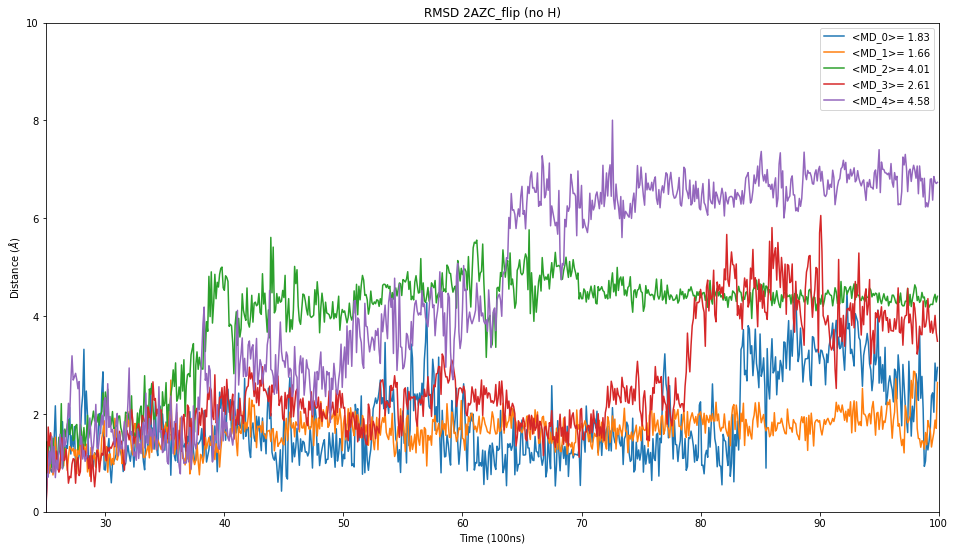 RMSD 2AZC_flip (no H)
<MD_0>= 1.83
<MD_1>= 1.66
<MD_2>= 4.01
<MD_3>= 2.61
<MD_4>= 4.58
Distance (Å)
10
8
6
4
2
0
30 40 50 60 70 80 90 100
Time (100ns)